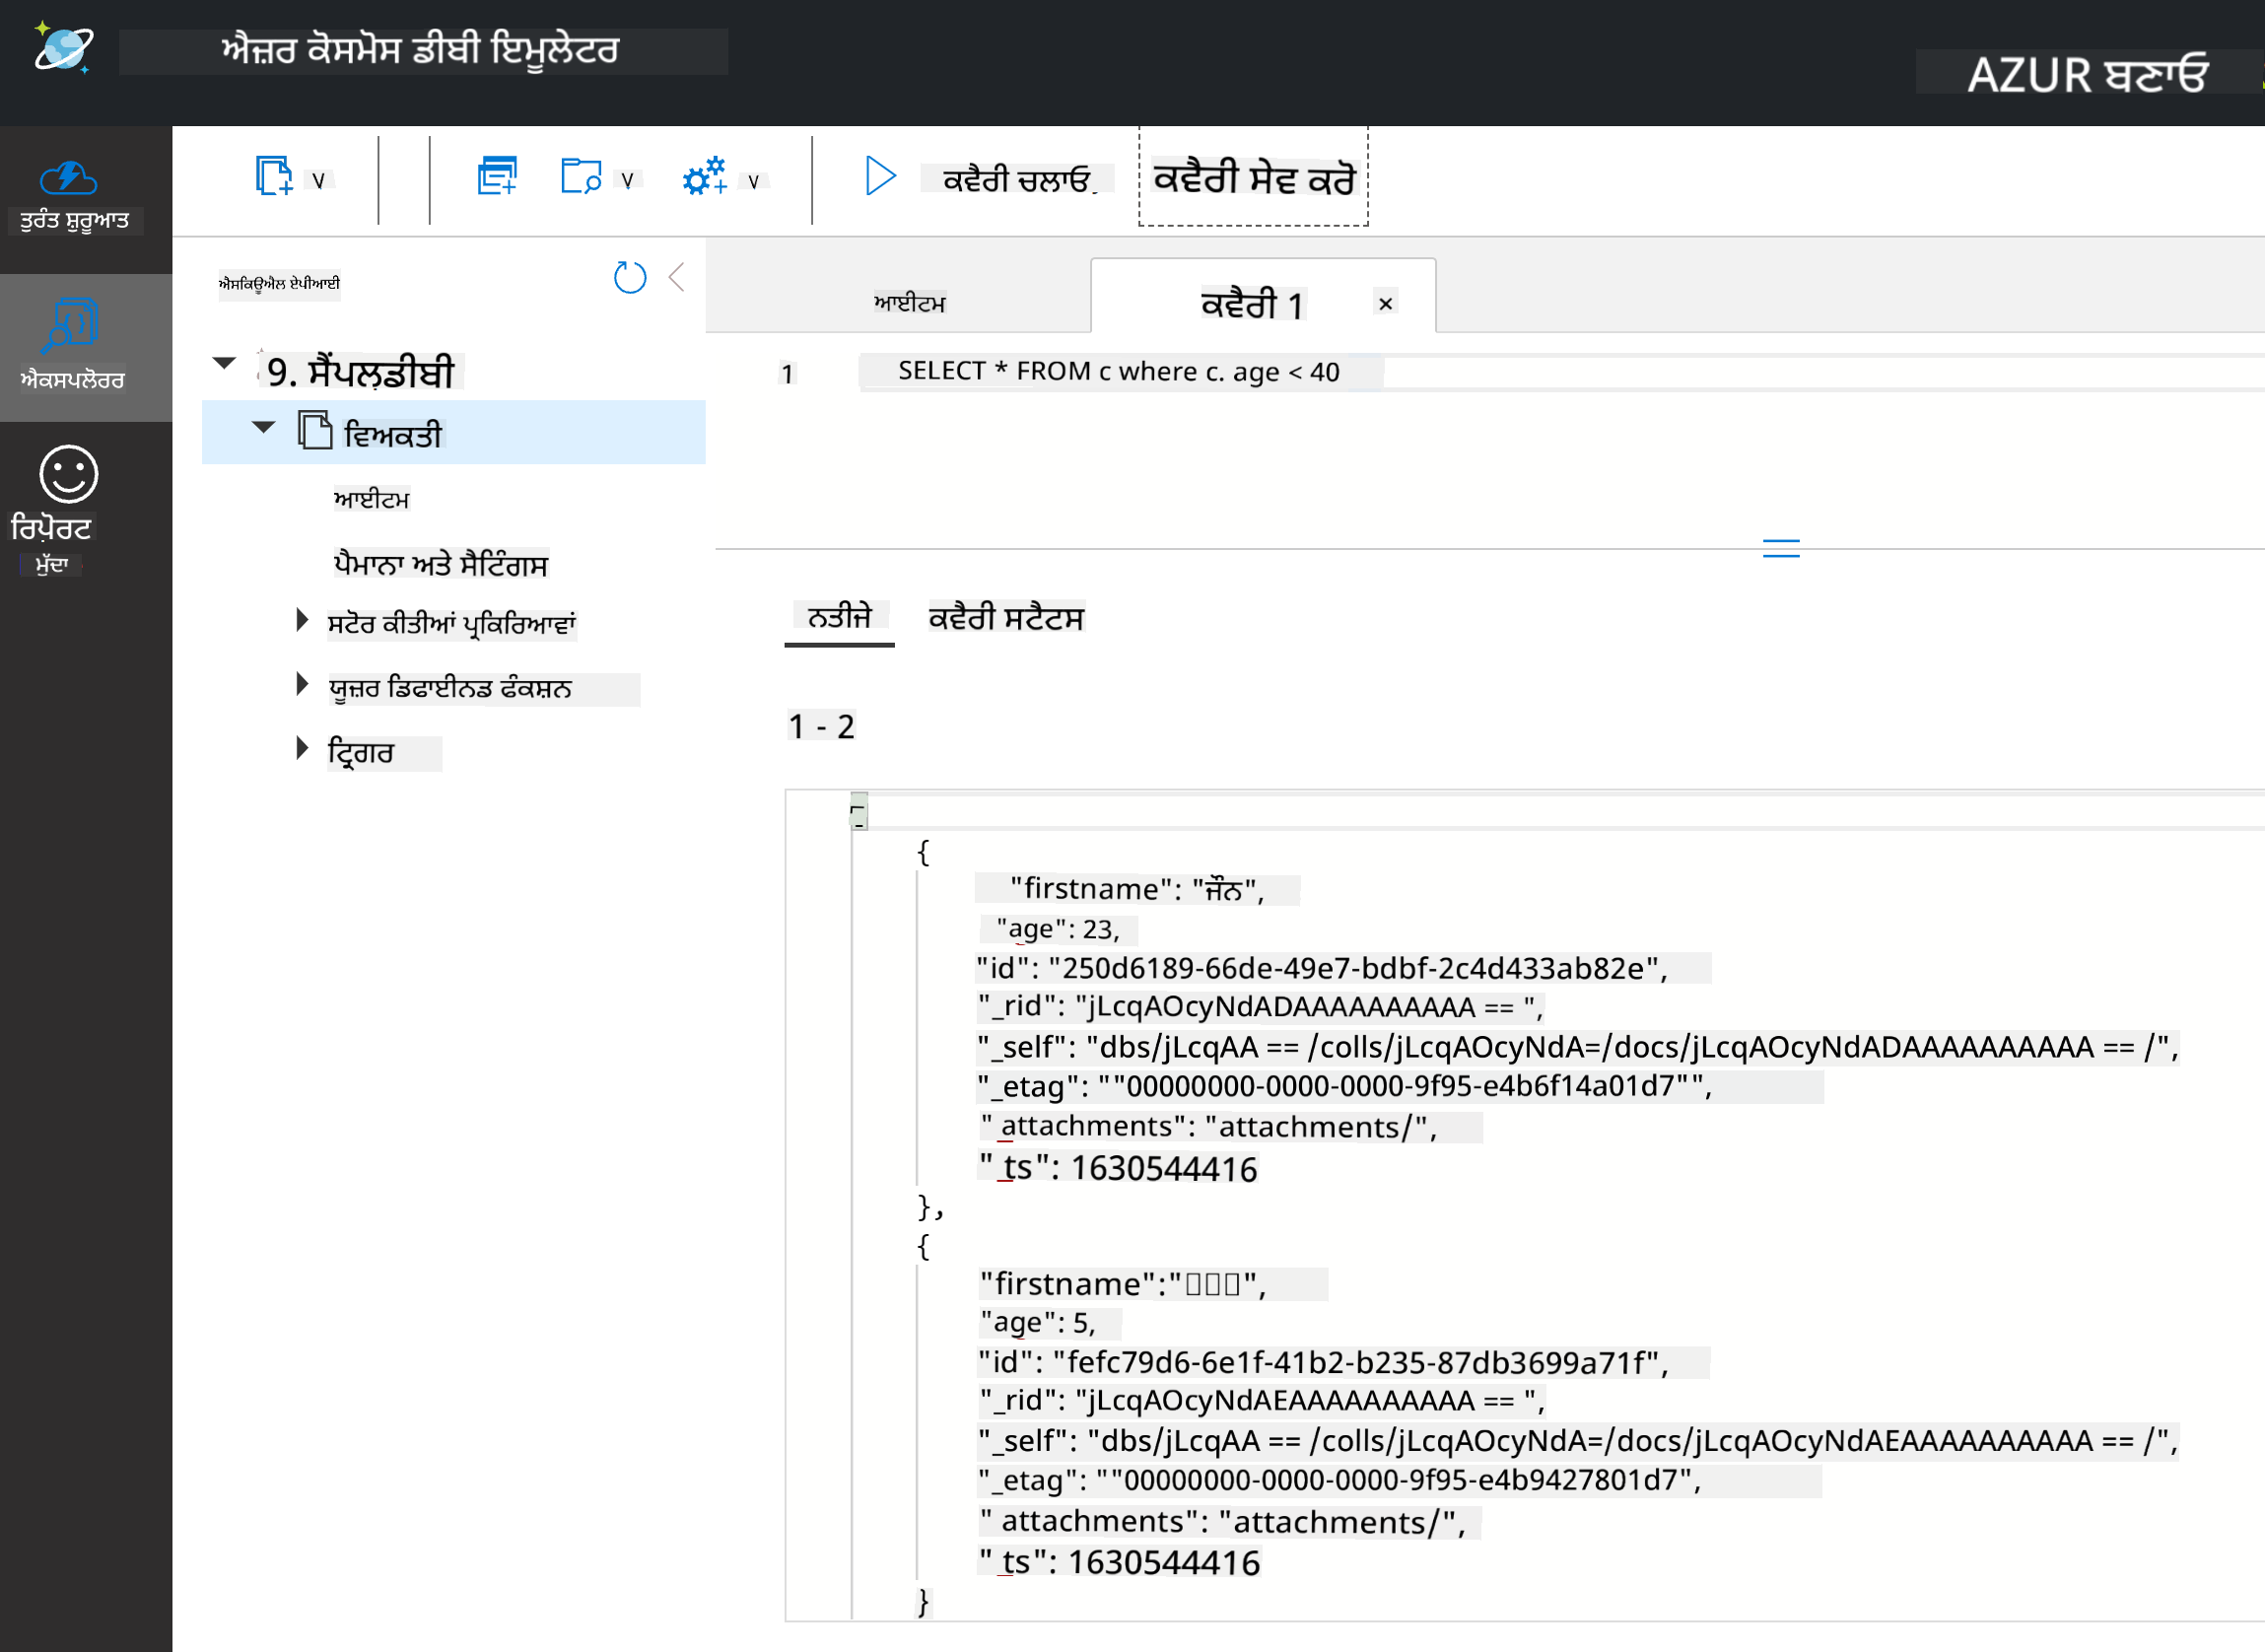 ਐਜ਼ਰ ਕੋਸਮੋਸ ਡੀਬੀ ਇਮੂਲੇਟਰ
AZUR ਬਣਾਓ
ਕਵੈਰੀ ਚਲਾਓ
ਕਵੈਰੀ ਸੇਵ ਕਰੋ
ਤੁਰੰਤ ਸ਼ੁਰੂਆਤ
ਐਕਸਪਲੋਰਰ
ਰਿਪੋਰਟ
ਮੁੱਦਾ
ਐਸਕਿਊਐਲ ਏਪੀਆਈ
9. ਸੈਂਪਲਡੀਬੀ
ਵਿਅਕਤੀ
ਆਈਟਮ
ਪੈਮਾਨਾ ਅਤੇ ਸੈਟਿੰਗਸ
ਸਟੋਰ ਕੀਤੀਆਂ ਪ੍ਰਕਿਰਿਆਵਾਂ
ਯੂਜ਼ਰ ਡਿਫਾਈਨਡ ਫੰਕਸ਼ਨ
ਟ੍ਰਿਗਰ
ਆਈਟਮ
ਕਵੈਰੀ 1 ×
1 SELECT * FROM c where c. age < 40
ਨਤੀਜੇ ਕਵੈਰੀ ਸਟੈਟਸ
1 - 2
{
"firstname": "ਜੌਨ",
"age": 23,
"id": "250d6189-66de-49e7-bdbf-2c4d433ab82e",
"_rid": "jLcqAOcyNdADAAAAAAAAAA == ",
"_self": "dbs/jLcqAA == /colls/jLcqAOcyNdA=/docs/jLcqAOcyNdADAAAAAAAAAA == /",
"_etag": ""00000000-0000-0000-9f95-e4b6f14a01d7"",
"_attachments": "attachments/",
"_ts": 1630544416
},
{
"firstname":"▯▯▯",
"age": 5,
"id": "fefc79d6-6e1f-41b2-b235-87db3699a71f",
"_rid": "jLcqAOcyNdAEAAAAAAAAAA == ",
"_self": "dbs/jLcqAA == /colls/jLcqAOcyNdA=/docs/jLcqAOcyNdAEAAAAAAAAAA == /",
"_etag": ""00000000-0000-0000-9f95-e4b9427801d7",
" attachments": "attachments/",
"_ts": 1630544416
}